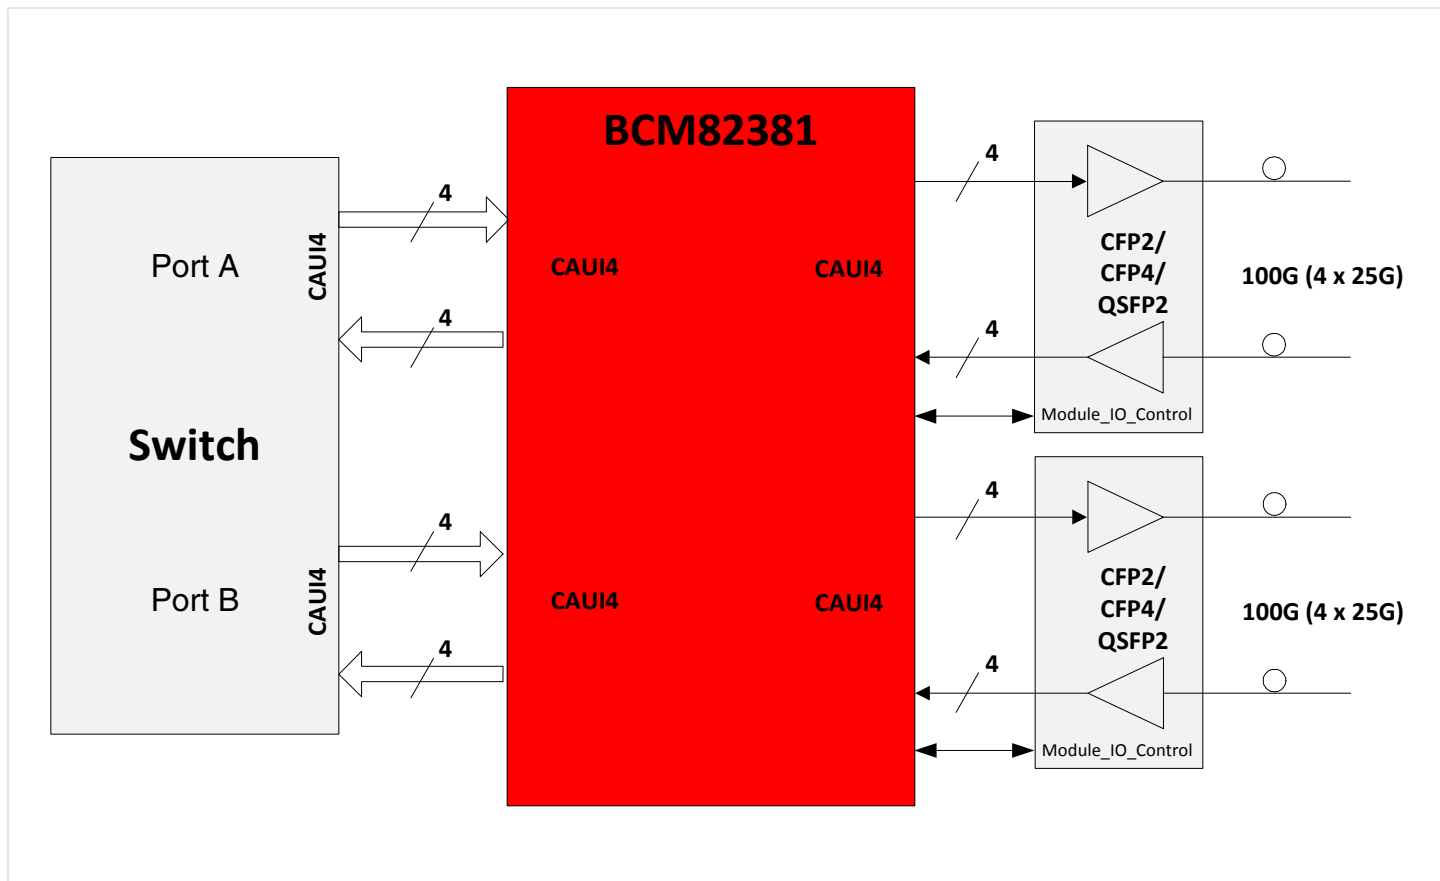 BCM82381
4
4
Port A
CAUI4
CAUI4
CAUI4
CFP2/
CFP4/
QSFP2
100G (4 x 25G)
4
4
Module_IO_Control
Switch
4
4
Port B
CAUI4
CAUI4
CAUI4
CFP2/
CFP4/
QSFP2
100G (4 x 25G)
4
4
Module_IO_Control